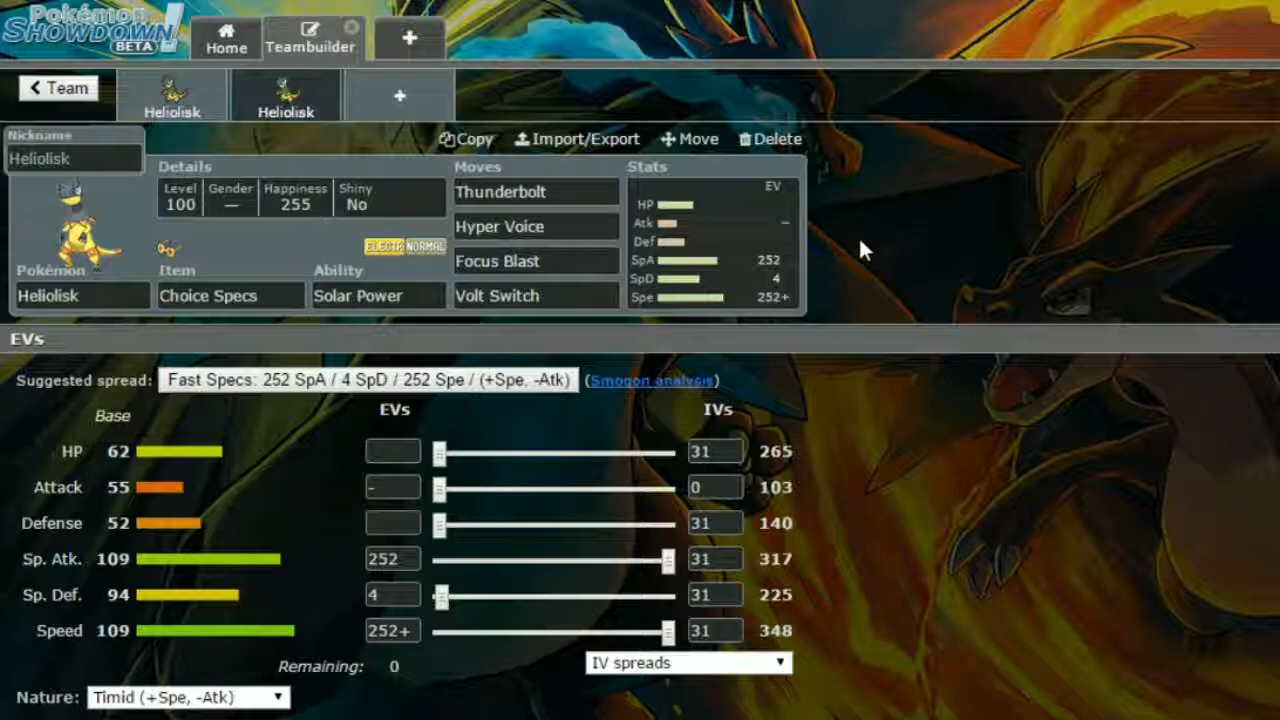 Pokémon
SHOWDOWN!
BETA
Home
Teambuilder
+
< Team
Heliolisk
Heliolisk
+
Nickname
Heliolisk
Copy Import/Export Move Delete
Details
Level Gender Happiness Shiny
100 — 255 No
ELECTR NORMAL
Pokémon Item Ability
Heliolisk Choice Specs Solar Power
Moves
Thunderbolt
Hyper Voice
Focus Blast
Volt Switch
Stats
EV
HP
Atk –
Def
SpA 252
SpD 4
Spe 252+
EVs
Suggested spread: Fast Specs: 252 SpA / 4 SpD / 252 Spe / (+Spe, -Atk) (Smogon analysis)
Base EVs IVs
HP 62 31 265
Attack 55 - 0 103
Defense 52 31 140
Sp. Atk. 109 252 31 317
Sp. Def. 94 4 31 225
Speed 109 252+ 31 348
Remaining: 0 IV spreads
Nature: Timid (+Spe, -Atk)